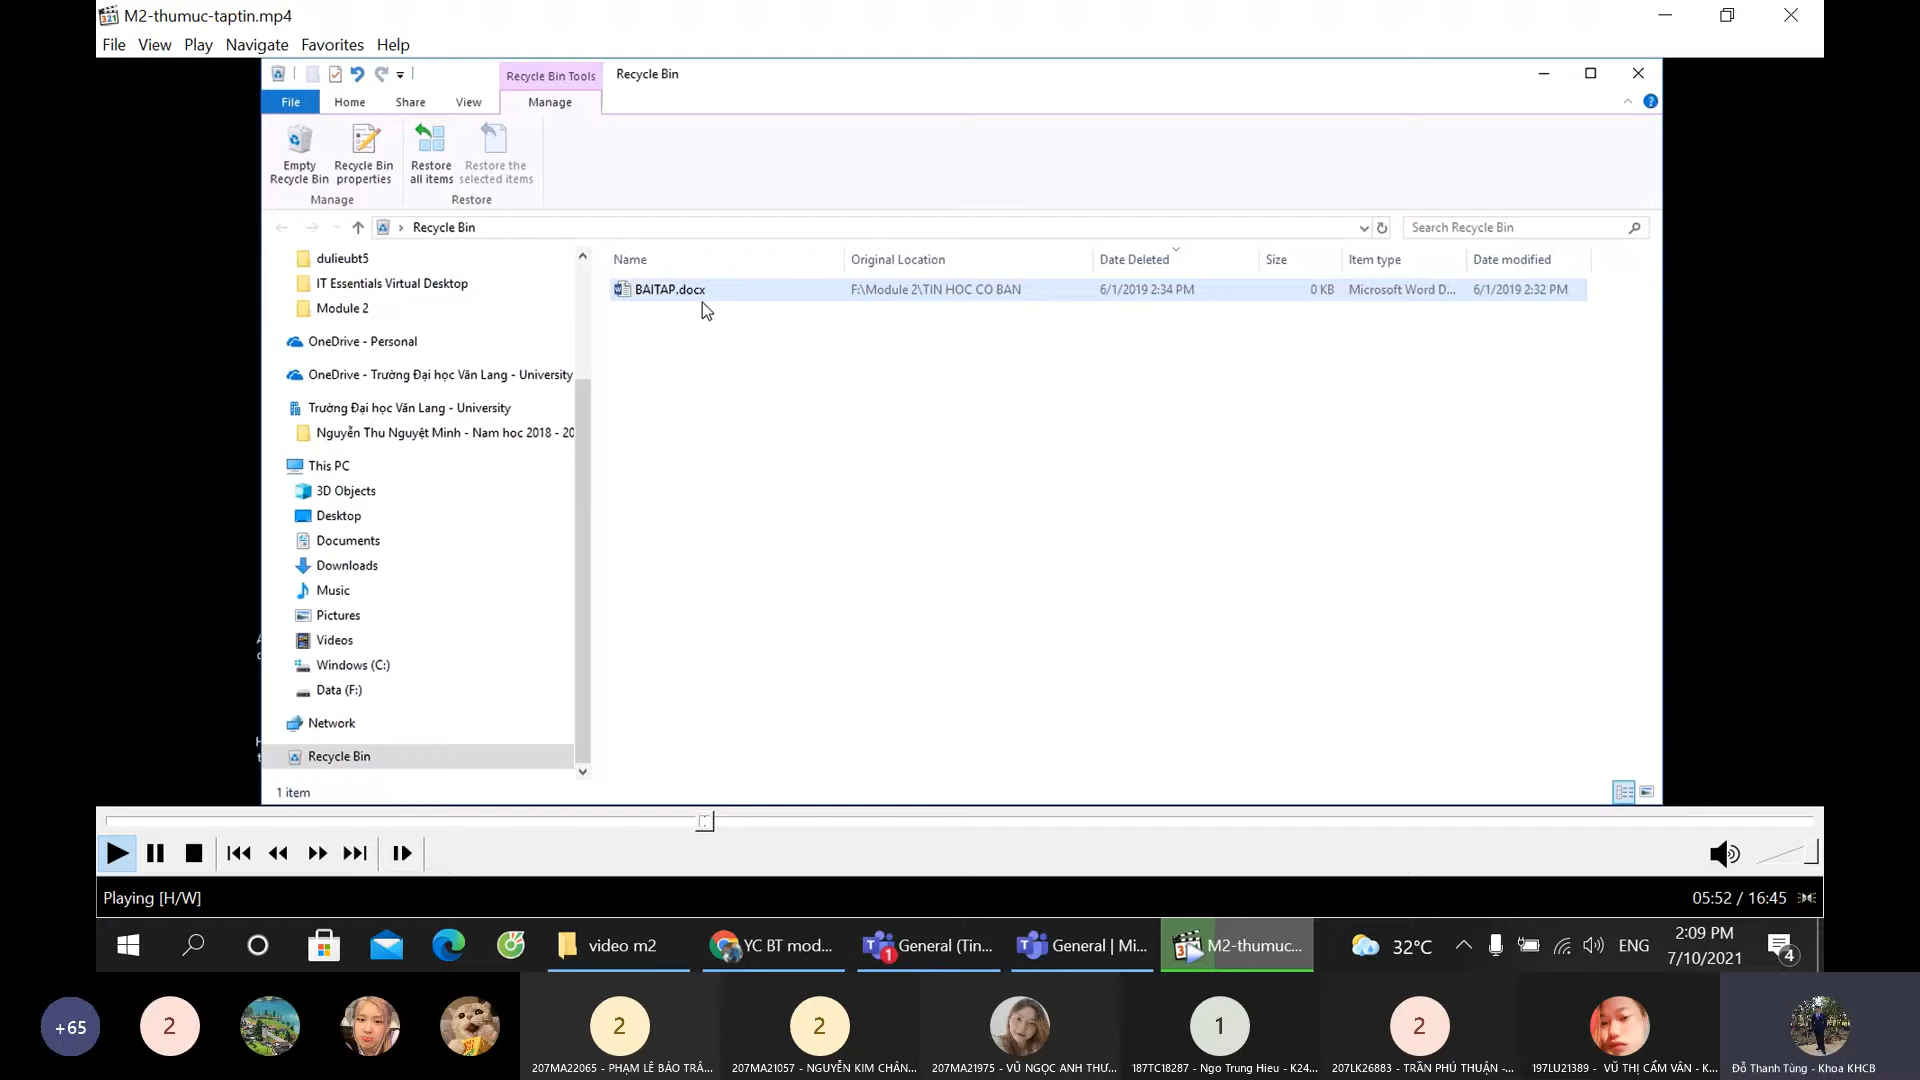 M2-thumuc-taptin.mp4
File View Play Navigate Favorites Help
Recycle Bin Tools Recycle Bin
File Home Share View Manage
Empty Recycle Bin
Recycle Bin properties
Restore all items
Restore the selected items
Manage Restore
Recycle Bin
Search Recycle Bin
dulieubt5
IT Essentials Virtual Desktop
Module 2
OneDrive - Personal
OneDrive - Trường Đại học Văn Lang - University
Trường Đại học Văn Lang - University
Nguyễn Thu Nguyệt Minh - Nam hoc 2018 - 20
This PC
3D Objects
Desktop
Documents
Downloads
Music
Pictures
Videos
Windows (C:)
Data (F:)
Network
Recycle Bin
Name Original Location Date Deleted Size Item type Date modified
BAITAP.docx F:\Module 2\TIN HOC CO BAN 6/1/2019 2:34 PM 0 KB Microsoft Word D... 6/1/2019 2:32 PM
1 item
Playing [H/W] 05:52 / 16:45
video m2 YC BT mod... 1 General (Tin... General | Mi... 321 M2-thumuc... 32°C ENG
2:09 PM
7/10/2021
4
+65 2 2 2 1 2
207MA22065 - PHẠM LÊ BẢO TRÂ...
207MA21057 - NGUYỄN KIM CHÂN...
207MA21975 - VŨ NGỌC ANH THƯ...
187TC18287 - Ngo Trung Hieu - K24...
207LK26883 - TRẦN PHÚ THUẬN -...
197LU21389 - VŨ THỊ CẨM VÂN - K...
Đỗ Thanh Tùng - Khoa KHCB